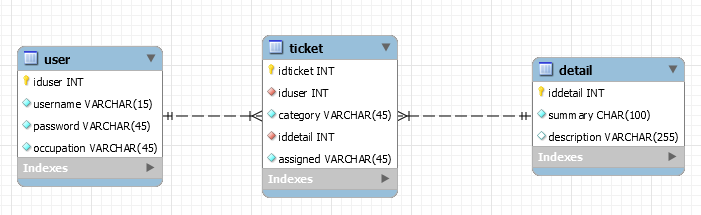 user
iduser INT
username VARCHAR(15)
password VARCHAR(45)
occupation VARCHAR(45)
Indexes
ticket
idticket INT
iduser INT
category VARCHAR(45)
iddetail INT
assigned VARCHAR(45)
Indexes
detail
iddetail INT
summary CHAR(100)
description VARCHAR(255)
Indexes